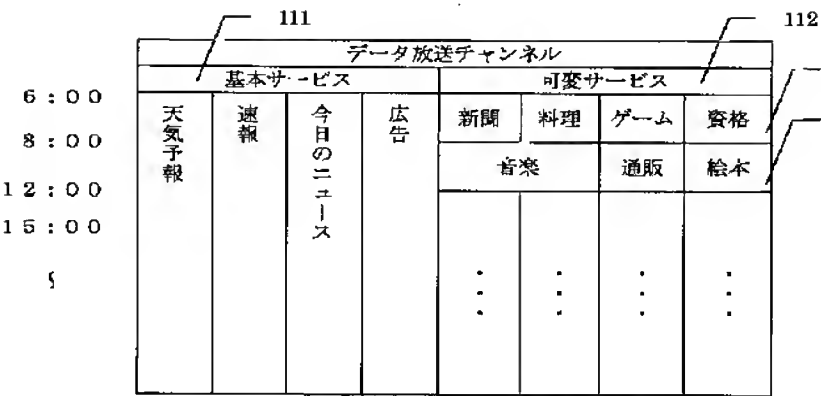 111
112
データ放送チャンネル
基本サービス
可変サービス
6:00
天気予報
速報
今日のニュース
広告
新聞
料理
ゲーム
資格
8:00
音楽
通販
絵本
12:00
15:00